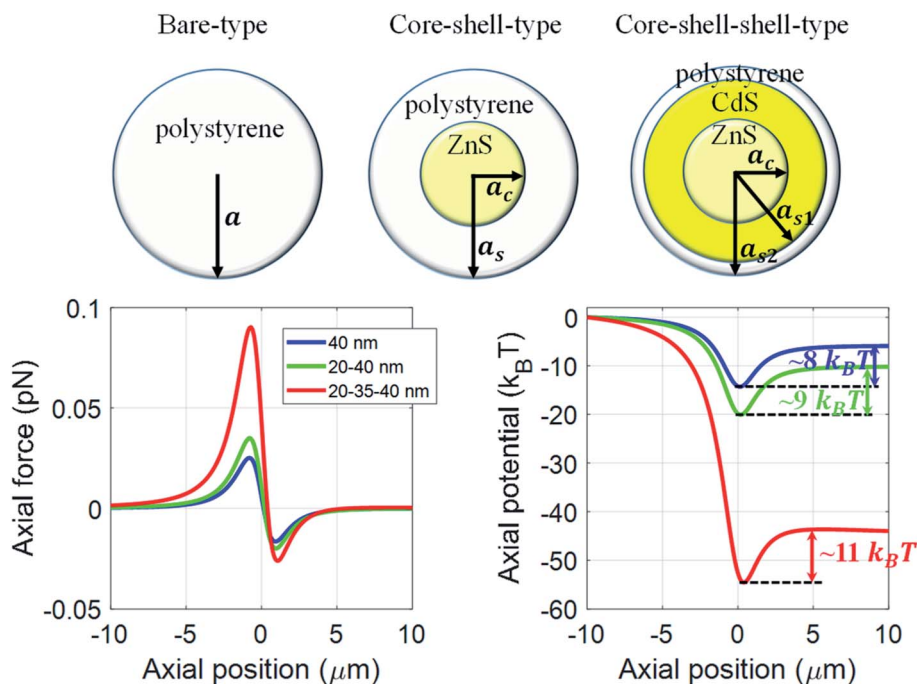 Bare-type
Core-shell-type
Core-shell-shell-type
polystyrene
a
polystyrene
ZnS
a_c
a_s
polystyrene
CdS
ZnS
a_c
a_s1
a_s2
0.1
0.05
0
-0.05
Axial force (pN)
40 nm
20-40 nm
20-35-40 nm
-10 -5 0 5 10
Axial position (μm)
0
-10
-20
-30
-40
-50
-60
Axial potential (k_BT)
~8 k_BT
~9 k_BT
~11 k_BT
-10 -5 0 5 10
Axial position (μm)